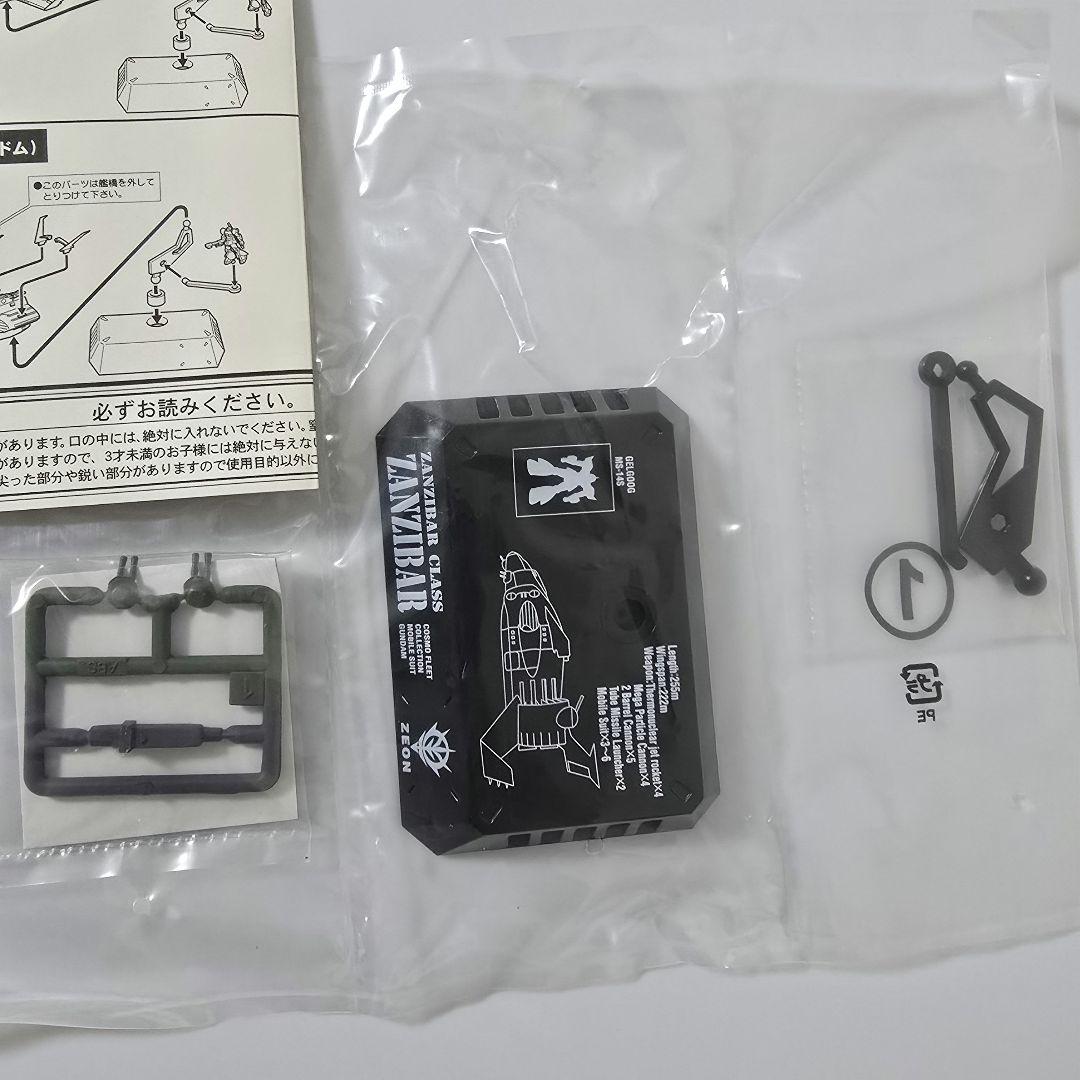 ドム)
●このパーツは艦橋を外して
とりつけて下さい。
必ずお読みください。
があります。口の中には、絶対に入れないでください。窒
がありますので、3才未満のお子様には絶対に与えない
尖った部分や鋭い部分がありますので使用目的以外に
ABS
1
GELGOOG
MS-14S
ZANZIBAR CLASS
ZANZIBAR
COSMO FLEET
COLLECTION
MOBILE SUIT
GUNDAM
ZEON
Length:255m
Wingspan:222m
Weapon:Thermonuclear jet rocket×4
Mega Particle Cannon×4
2 Barrel Cannon×5
Tube Missile Launcher×2
Mobile Suit×3〜6
1
プラ
PE